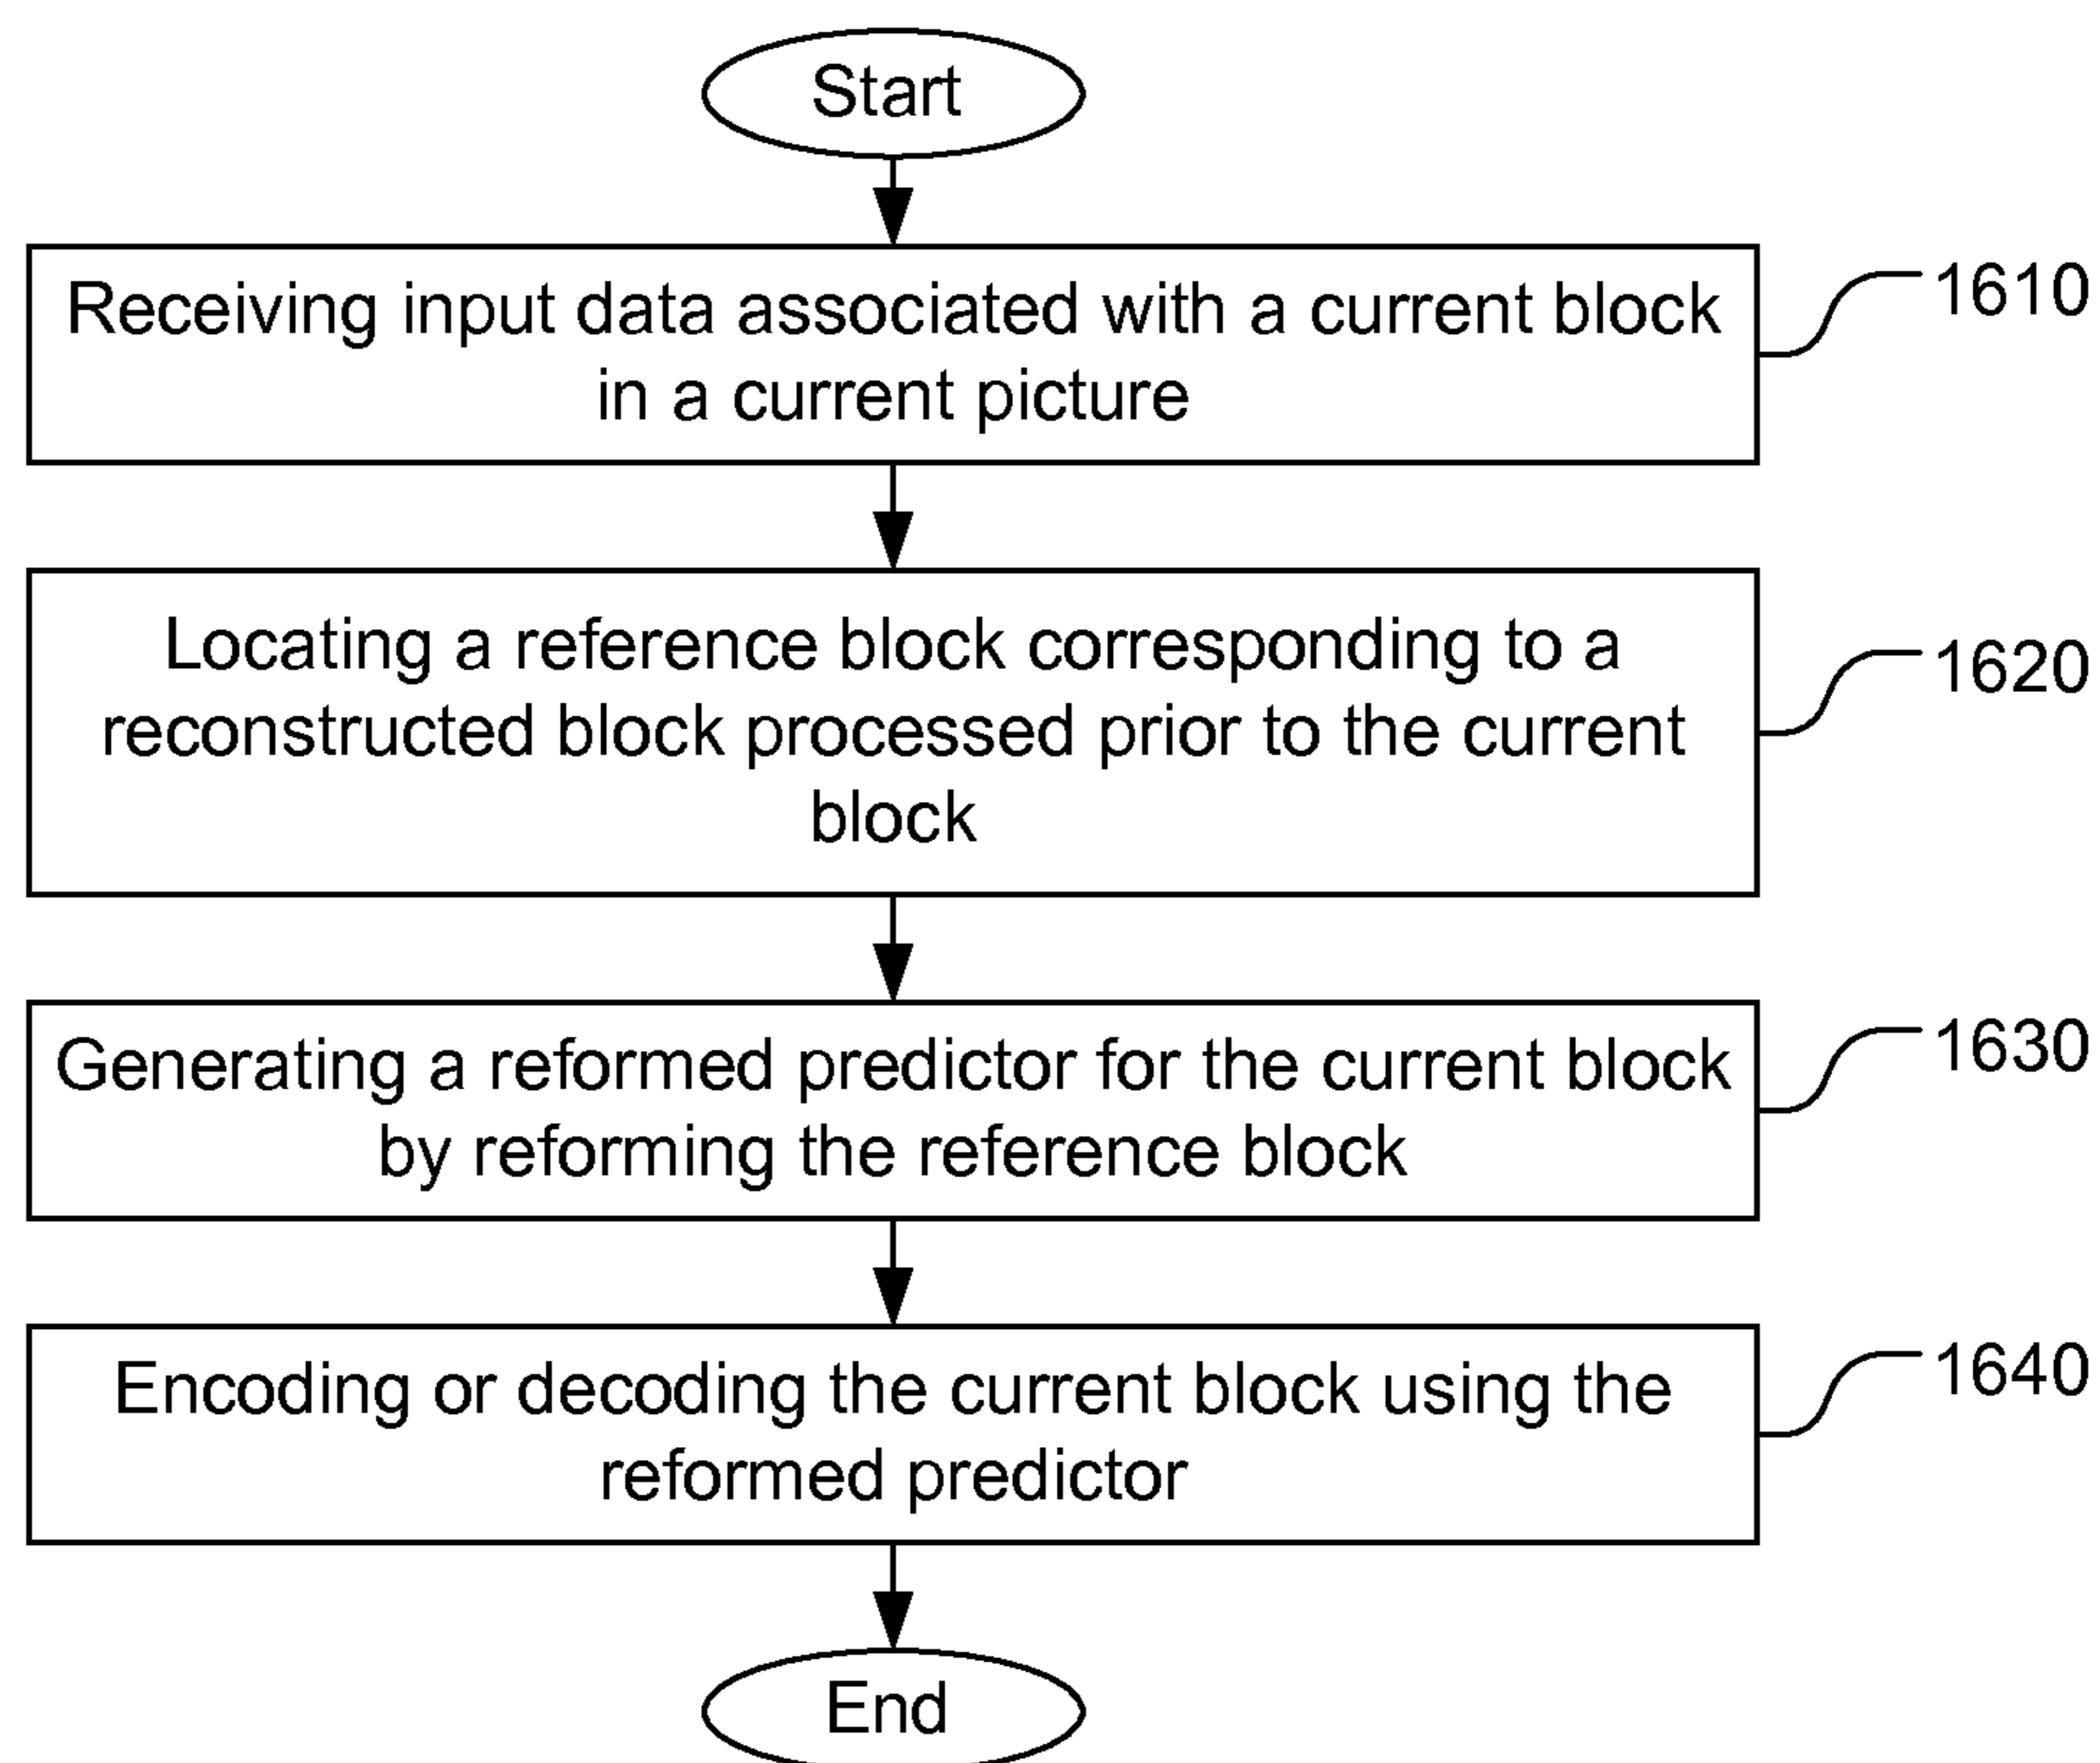 Start
Receiving input data associated with a current block
in a current picture
1610
Locating a reference block corresponding to a
reconstructed block processed prior to the current
block
1620
Generating a reformed predictor for the current block
by reforming the reference block
1630
Encoding or decoding the current block using the
reformed predictor
1640
End